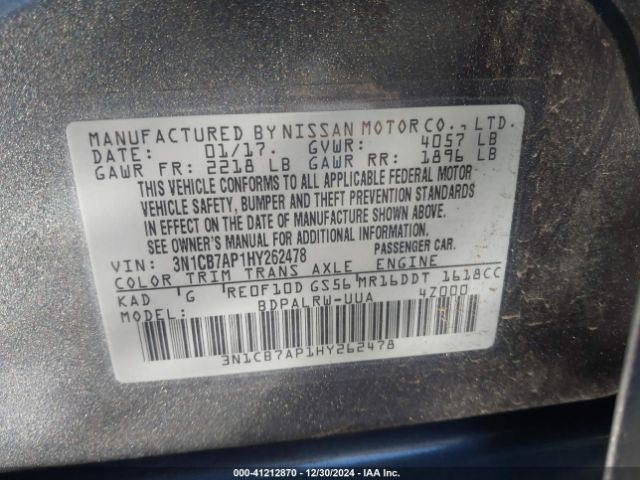 MANUFACTURED BY NISSAN MOTOR CO., LTD.
DATE: 01/17. GVWR: 4057 LB
GAWR FR: 2218 LB GAWR RR: 1896 LB
THIS VEHICLE CONFORMS TO ALL APPLICABLE FEDERAL MOTOR
VEHICLE SAFETY, BUMPER AND THEFT PREVENTION STANDARDS
IN EFFECT ON THE DATE OF MANUFACTURE SHOWN ABOVE.
SEE OWNER'S MANUAL FOR ADDITIONAL INFORMATION.
VIN: 3N1CB7AP1HY262478 PASSENGER CAR.
COLOR TRIM TRANS AXLE ENGINE
KAD G RE0F10D GS56 MR16DDT 1618CC
MODEL: BDPALRW-UUA 4Z000
3N1CB7AP1HY262478
000-41212870 - 12/30/2024 - IAA Inc.